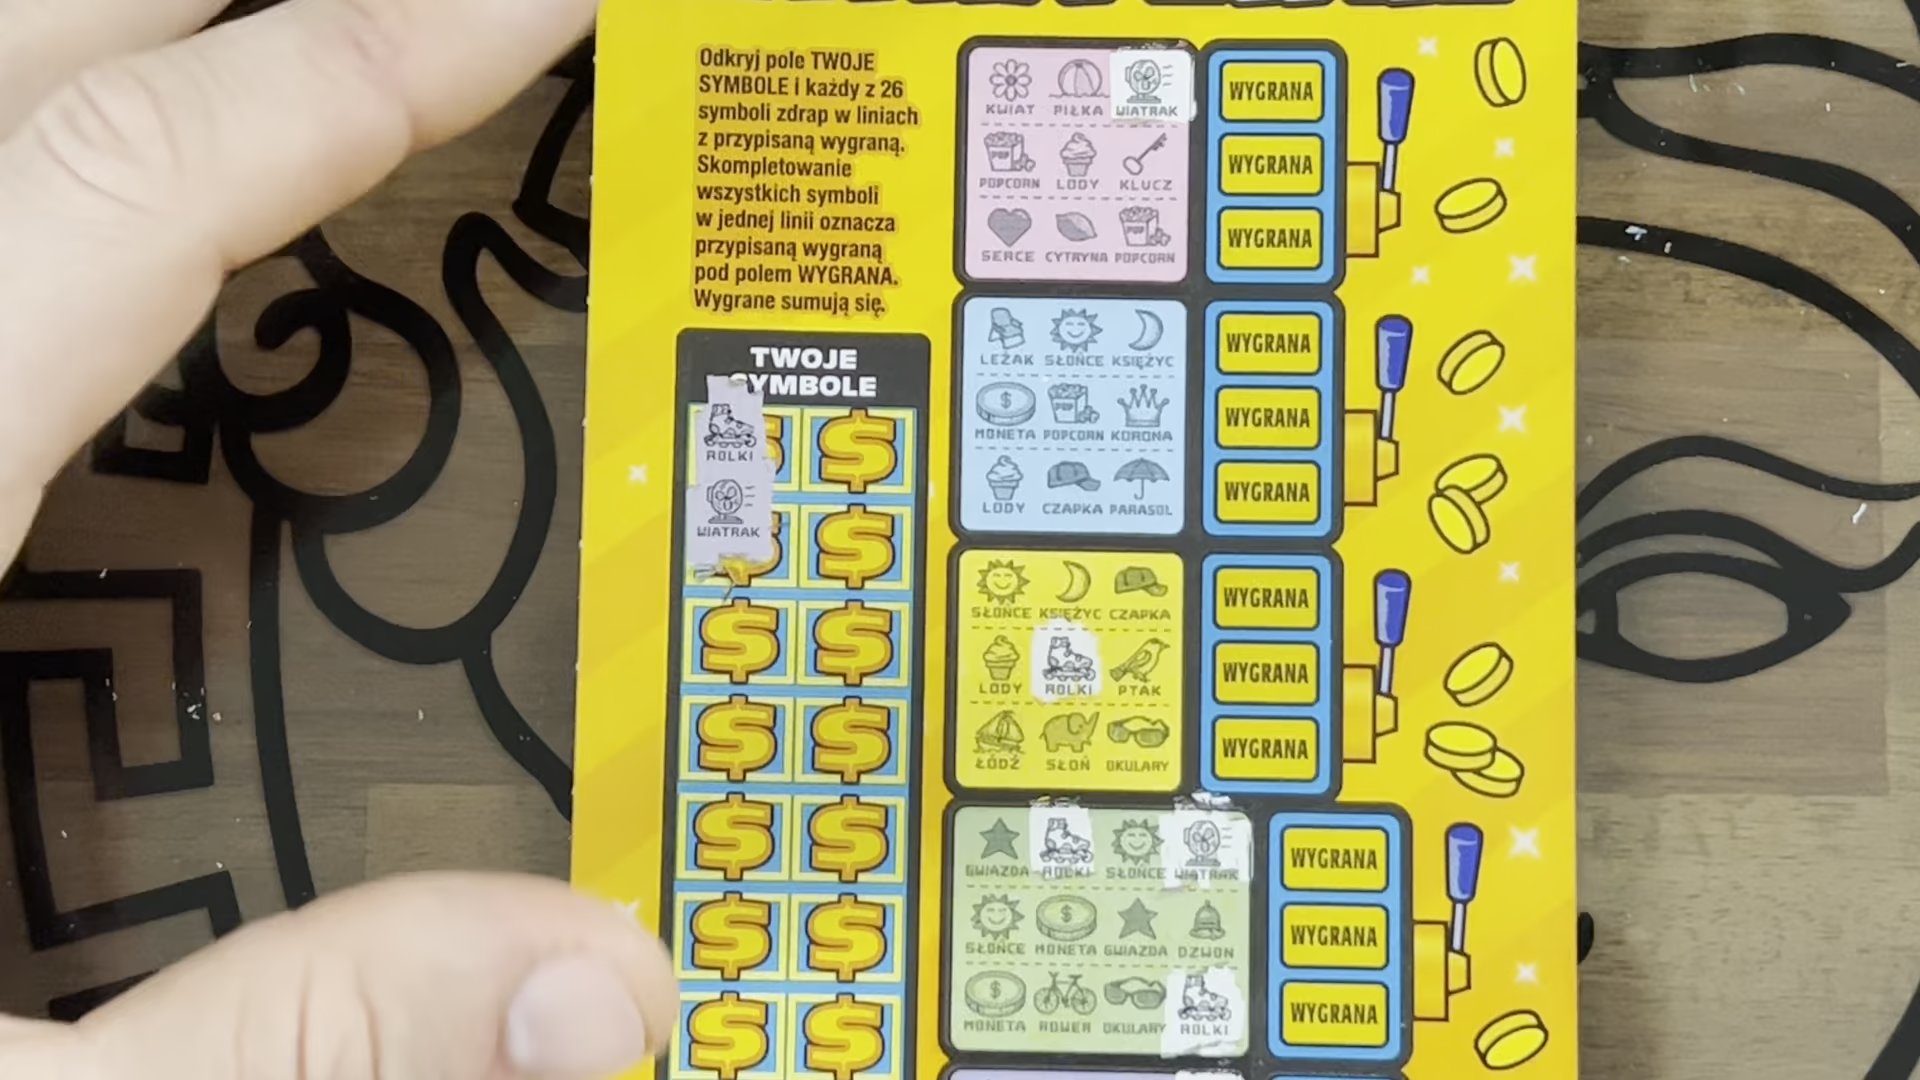 Odkryj pole TWOJE
SYMBOLE i każdy z 26
symboli zdrap w liniach
z przypisaną wygraną.
Skompletowanie
wszystkich symboli
w jednej linii oznacza
przypisaną wygraną
pod polem WYGRANA.
Wygrane sumują się.
TWOJE
SYMBOLE
ROLKI
WIATRAK
KWIAT PIŁKA WIATRAK
POPCORN LODY KLUCZ
SERCE CYTRYNA POPCORN
WYGRANA
WYGRANA
WYGRANA
LEŻAK SŁOŃCE KSIĘŻYC
MONETA POPCORN KORONA
LODY CZAPKA PARASOL
WYGRANA
WYGRANA
WYGRANA
SŁOŃCE KSIĘŻYC CZAPKA
LODY ROLKI PTAK
ŁÓDŹ SŁOŃ OKULARY
WYGRANA
WYGRANA
WYGRANA
GWIAZDA ROLKI SŁOŃCE WIATRAK
SŁOŃCE MONETA GWIAZDA DZWON
MONETA ROWER OKULARY ROLKI
WYGRANA
WYGRANA
WYGRANA